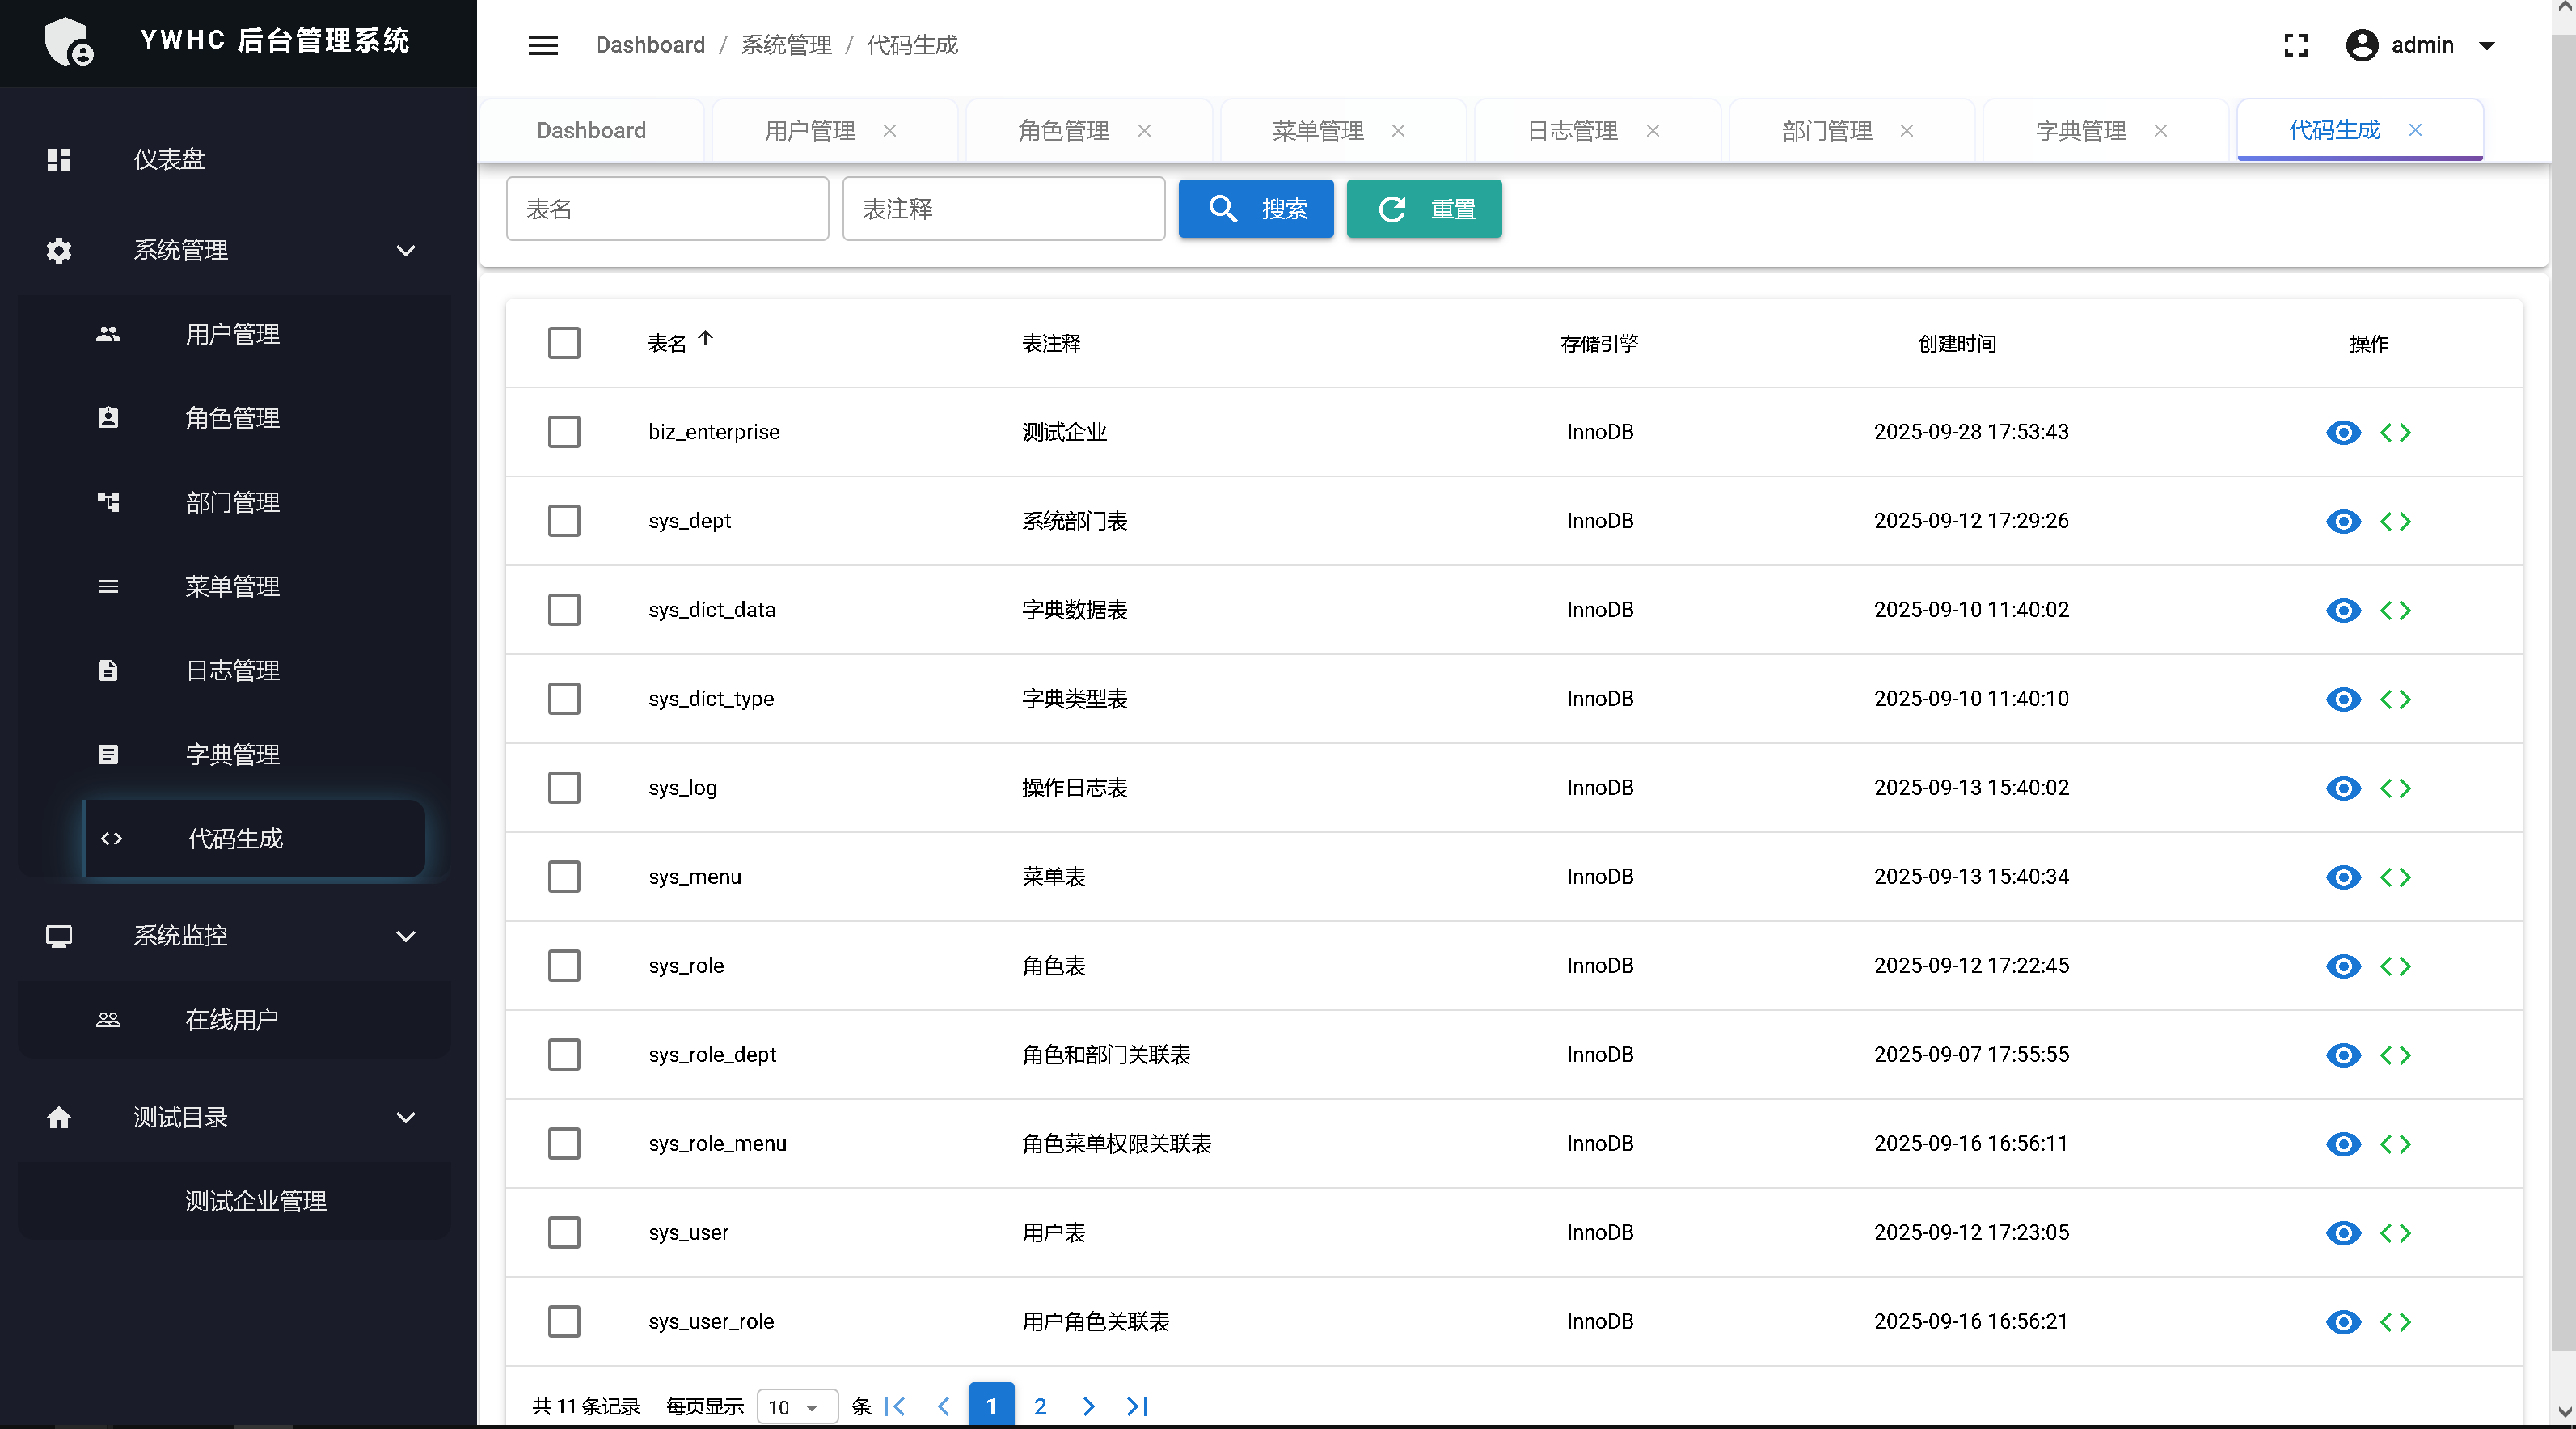 YWHC 后台管理系统
仪表盘
系统管理
用户管理
角色管理
部门管理
菜单管理
日志管理
字典管理
代码生成
系统监控
在线用户
测试目录
测试企业管理
Dashboard / 系统管理 / 代码生成
admin
Dashboard 用户管理 角色管理 菜单管理 日志管理 部门管理 字典管理 代码生成
表名 表注释 搜索 重置
表名 表注释 存储引擎 创建时间 操作
biz_enterprise 测试企业 InnoDB 2025-09-28 17:53:43
sys_dept 系统部门表 InnoDB 2025-09-12 17:29:26
sys_dict_data 字典数据表 InnoDB 2025-09-10 11:40:02
sys_dict_type 字典类型表 InnoDB 2025-09-10 11:40:10
sys_log 操作日志表 InnoDB 2025-09-13 15:40:02
sys_menu 菜单表 InnoDB 2025-09-13 15:40:34
sys_role 角色表 InnoDB 2025-09-12 17:22:45
sys_role_dept 角色和部门关联表 InnoDB 2025-09-07 17:55:55
sys_role_menu 角色菜单权限关联表 InnoDB 2025-09-16 16:56:11
sys_user 用户表 InnoDB 2025-09-12 17:23:05
sys_user_role 用户角色关联表 InnoDB 2025-09-16 16:56:21
共 11 条记录 每页显示 10 条 1 2